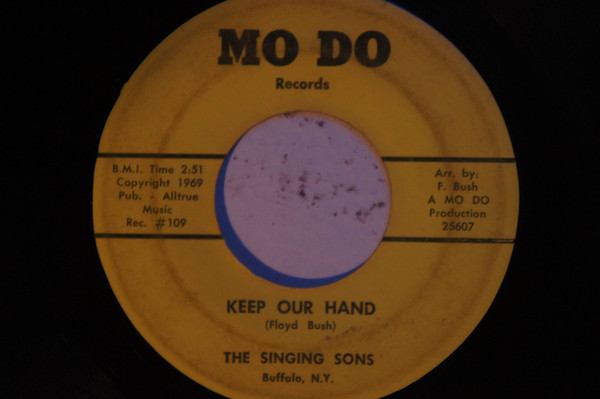 MO DO
Records
B.M.I. Time 2:51
Copyright 1969
Pub. - Alltrue
Music
Rec. #109
Arr. by:
F. Bush
A MO DO
Production
25607
KEEP OUR HAND
(Floyd Bush)
THE SINGING SONS
Buffalo, N.Y.